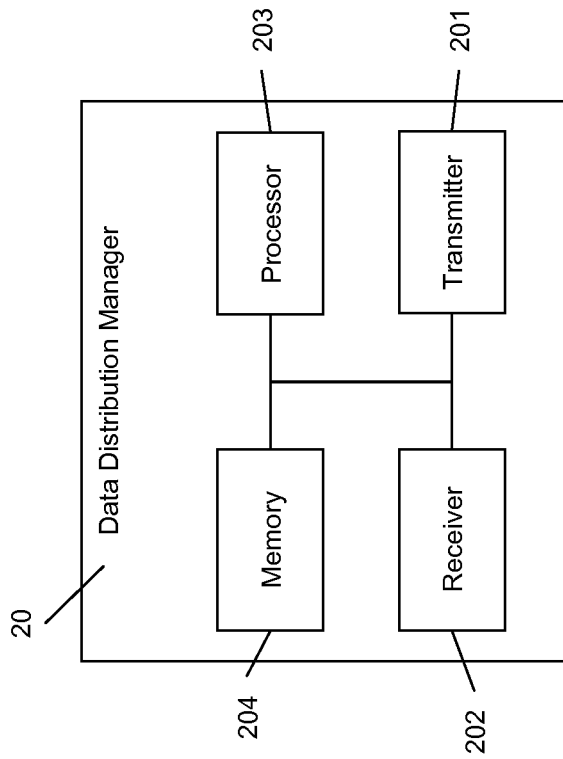 20
Data Distribution Manager
204
203
Memory
Processor
Receiver
Transmitter
202
201